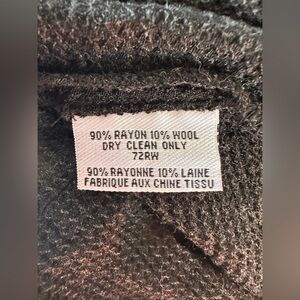 90% RAYON 10% WOOL
DRY CLEAN ONLY
72RW
90% RAYONNE 10% LAINE
FABRIQUE AUX CHINE TISSU